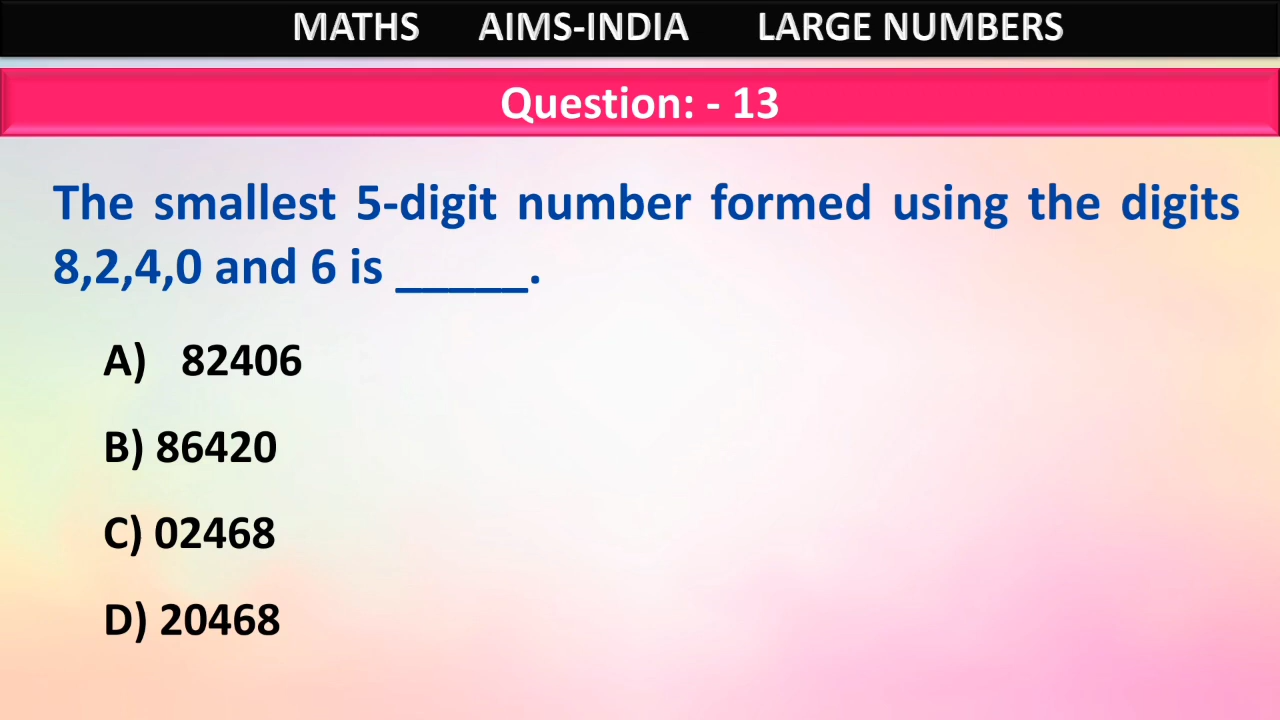 MATHS AIMS-INDIA LARGE NUMBERS
Question: - 13
The smallest 5-digit number formed using the digits
8,2,4,0 and 6 is _____.
A) 82406
B) 86420
C) 02468
D) 20468